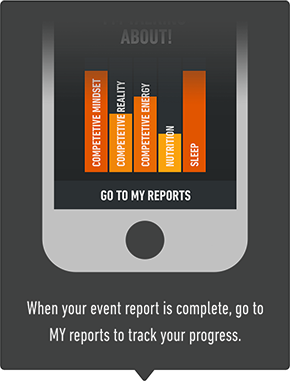 ABOUT!
COMPETETIVE MINDSET
COMPETETIVE REALITY
COMPETETIVE ENERGY
NUTRITION
SLEEP
GO TO MY REPORTS
When your event report is complete, go to
MY reports to track your progress.